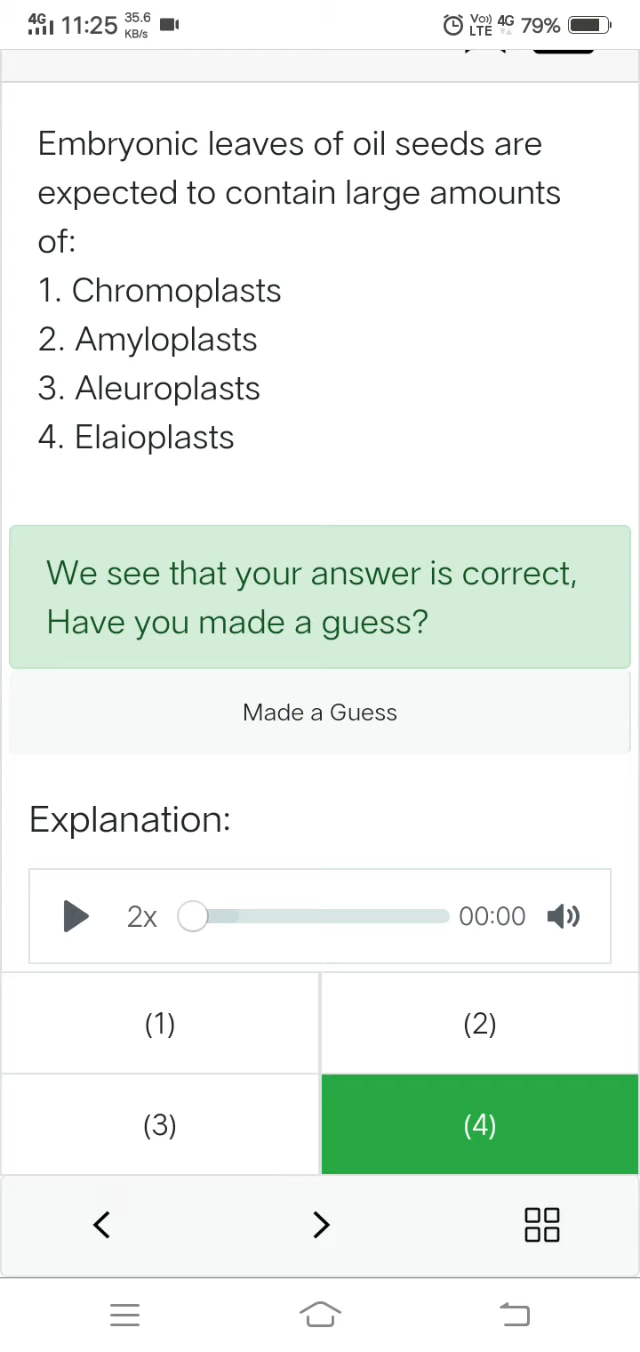 4G 11:25 35.6 KB/s Vo)) LTE 4G 79%
Embryonic leaves of oil seeds are
expected to contain large amounts
of:
1. Chromoplasts
2. Amyloplasts
3. Aleuroplasts
4. Elaioplasts
We see that your answer is correct,
Have you made a guess?
Made a Guess
Explanation:
2x 00:00
(1) (2)
(3) (4)